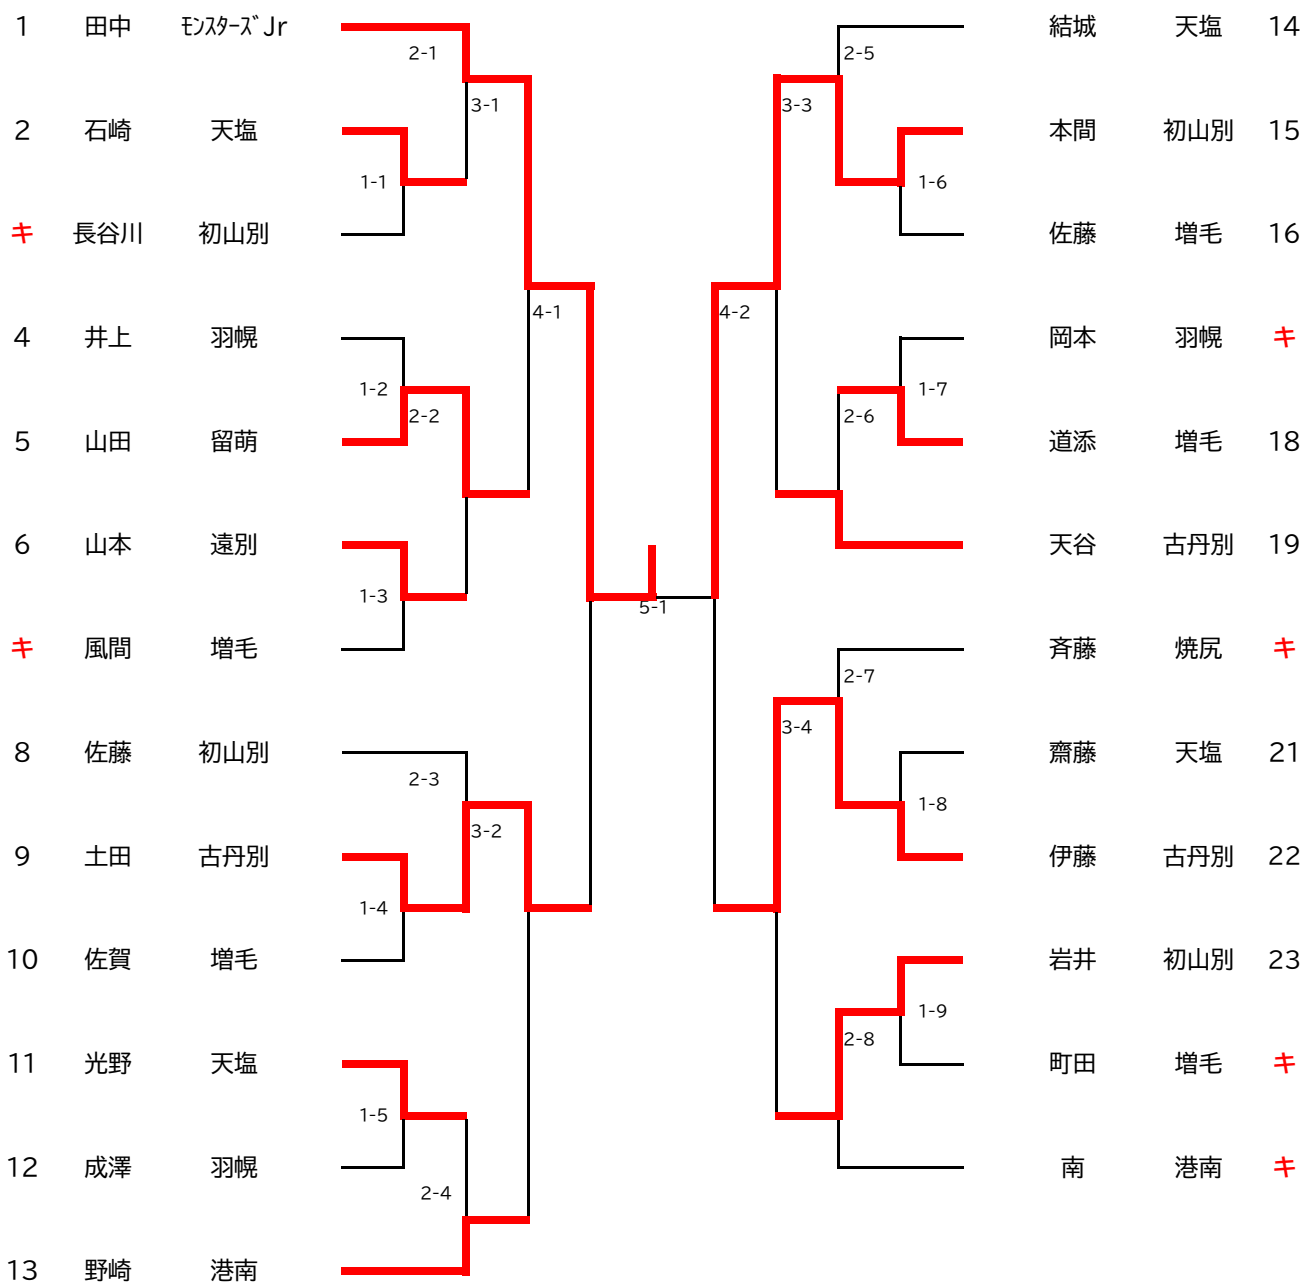 1 田中 ﾓﾝｽﾀｰｽﾞJr
2-1
3-1
2 石崎 天塩
1-1
キ 長谷川 初山別
4-1
4 井上 羽幌
1-2
2-2
5 山田 留萌
6 山本 遠別
1-3
キ 風間 増毛
8 佐藤 初山別
2-3
3-2
9 土田 古丹別
1-4
10 佐賀 増毛
11 光野 天塩
1-5
12 成澤 羽幌
2-4
13 野崎 港南
5-1
結城 天塩 14
2-5
3-3
本間 初山別 15
1-6
佐藤 増毛 16
4-2
岡本 羽幌 キ
1-7
2-6
道添 増毛 18
天谷 古丹別 19
斉藤 焼尻 キ
2-7
3-4
齋藤 天塩 21
1-8
伊藤 古丹別 22
岩井 初山別 23
1-9
2-8
町田 増毛 キ
南 港南 キ